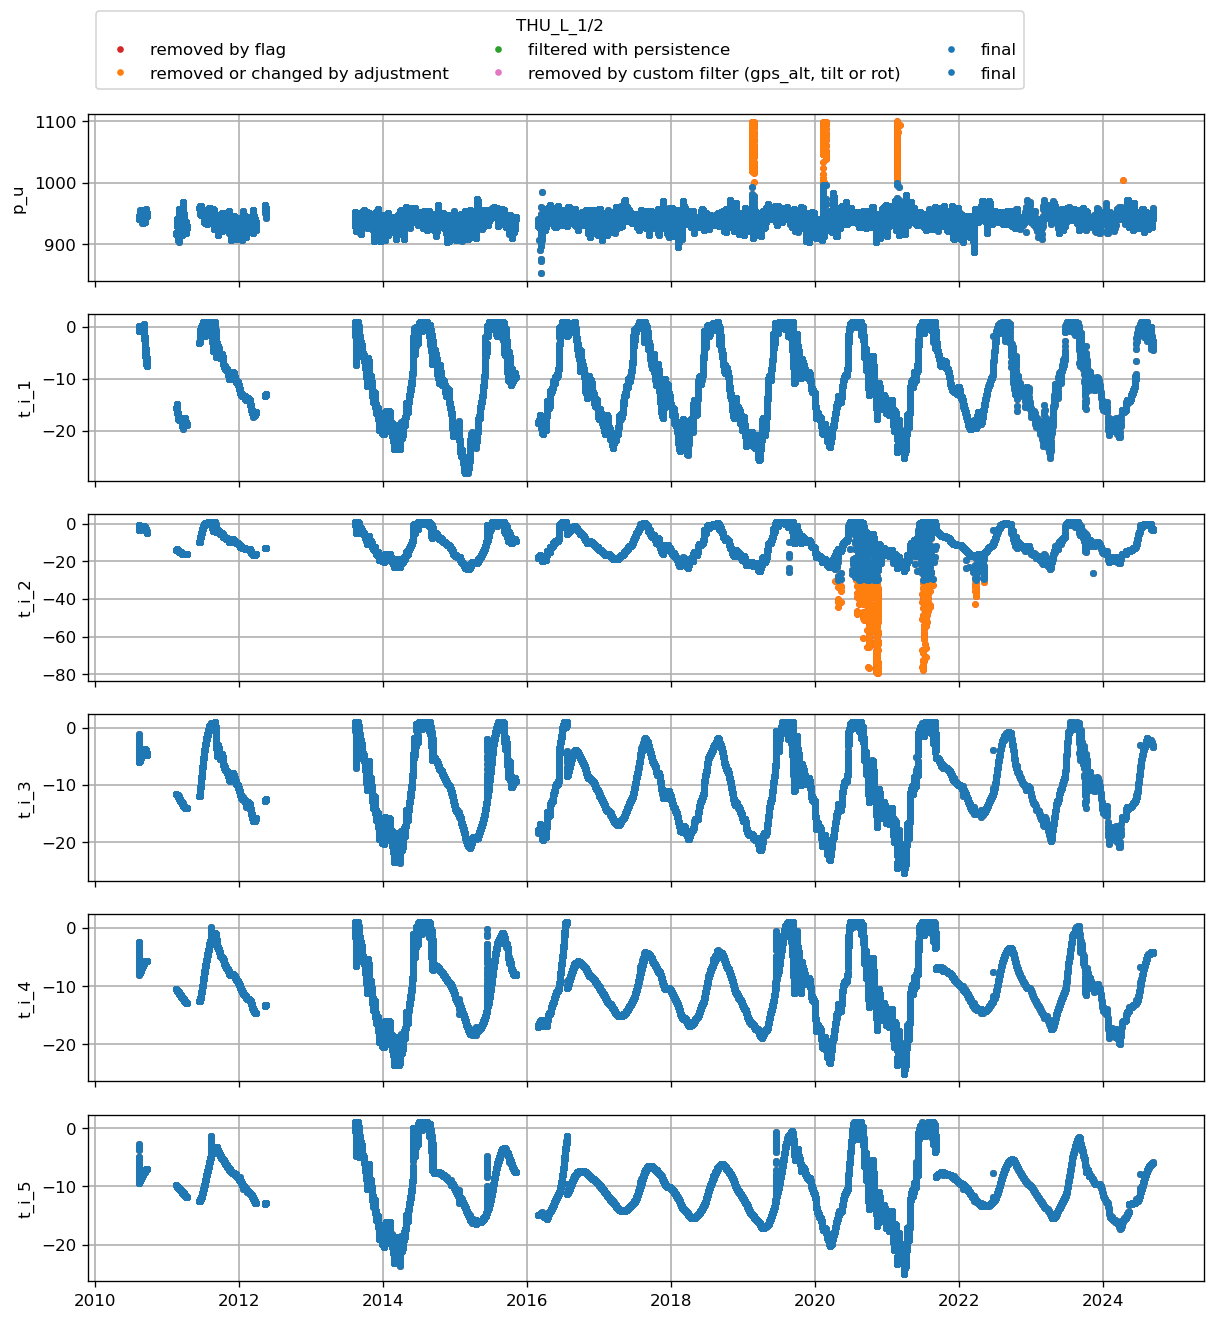 THU_L_1/2
removed by flag
removed or changed by adjustment
filtered with persistence
removed by custom filter (gps_alt, tilt or rot)
final
final
p_u
1100
1000
900
t_i_1
0
−10
−20
t_i_2
0
−20
−40
−60
−80
t_i_3
0
−10
−20
t_i_4
0
−10
−20
t_i_5
0
−10
−20
2010 2012 2014 2016 2018 2020 2022 2024